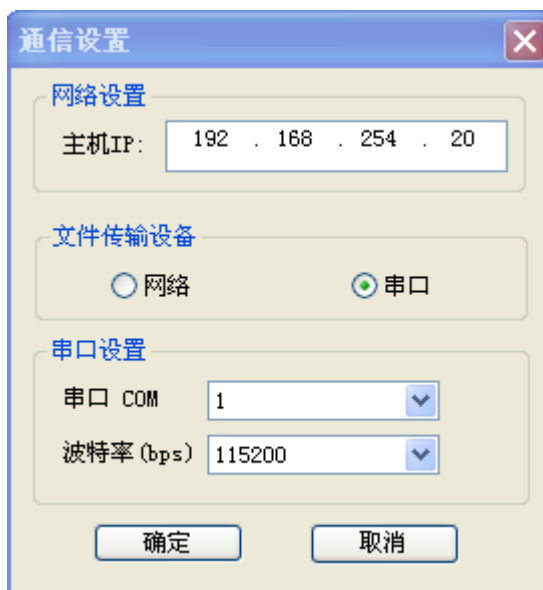 通信设置
网络设置
主机IP: 192 . 168 . 254 . 20
文件传输设备
网络 串口
串口设置
串口 COM 1
波特率(bps) 115200
确定 取消